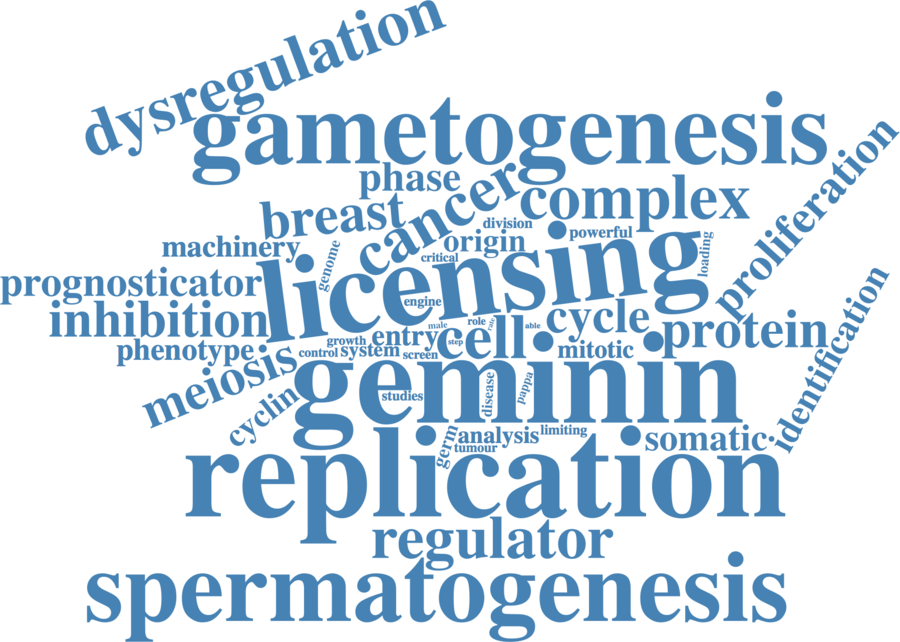 dysregulation
gametogenesis
phase
cancer
complex
proliferation
breast
division
powerful
machinery
genome
origin
critical
loading
prognosticator
licensing
engine
inhibition
male
role
rate
able
cycle
protein
entry
step
cell
growth
phenotype
control
system
screen
mitotic
identification
meiosis
geminin
studies
disease
pappa
cyclin
germ
analysis
limiting
tumour
somatic
replication
regulator
spermatogenesis